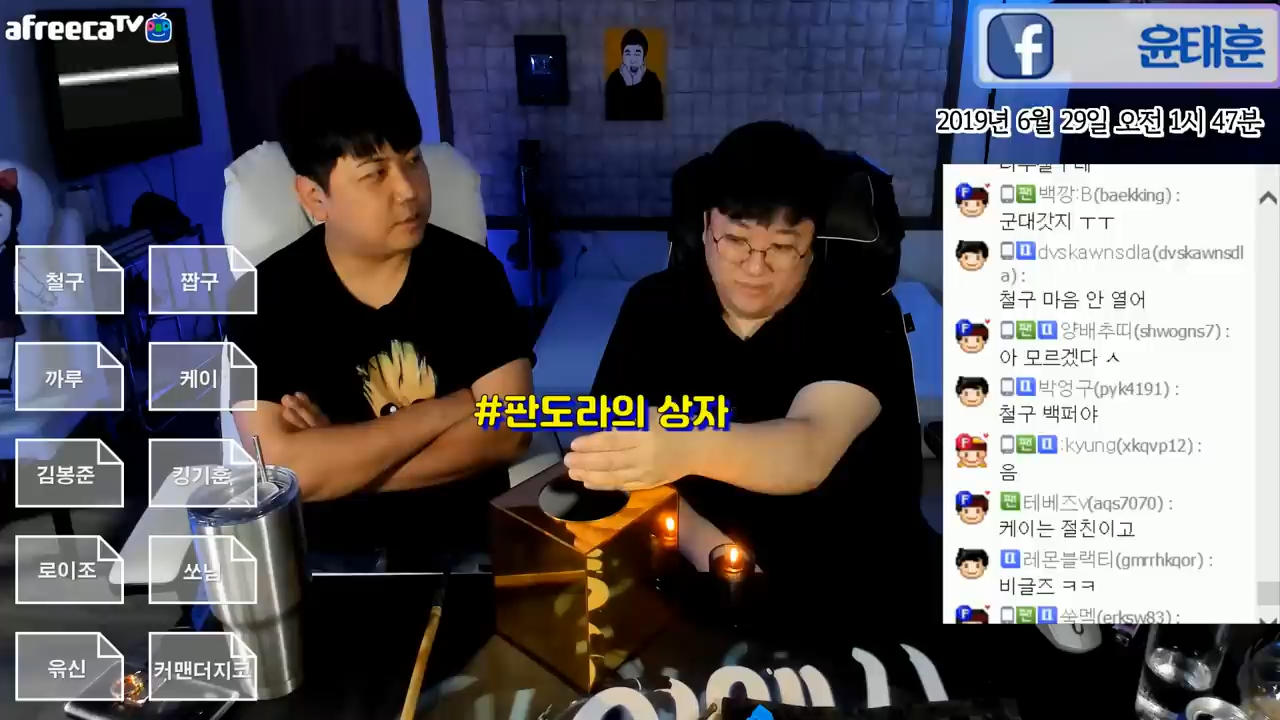 afreecaTV
f 윤태훈
2019년 6월 29일 오전 1시 47분
백깡:B(baekking) :
군대갓지 ㅜㅜ
dvskawnsdla(dvskawnsdl
a) :
철구 마음 안 열어
양배추띠(shwogns7) :
아 모르겠다 ㅅ
박엉구(pyk4191) :
철구 백퍼야
:kyung(xkqvp12) :
음
테베즈v(aqs7070) :
케이는 절친이고
레몬블랙티(gmrrhkqor) :
비글즈 ㅋㅋ
쑥멕(erksw83) :
철구
짭구
까루
케이
김봉준
킹기훈
로이조
쏘님
유신
커맨더지코
#판도라의 상자